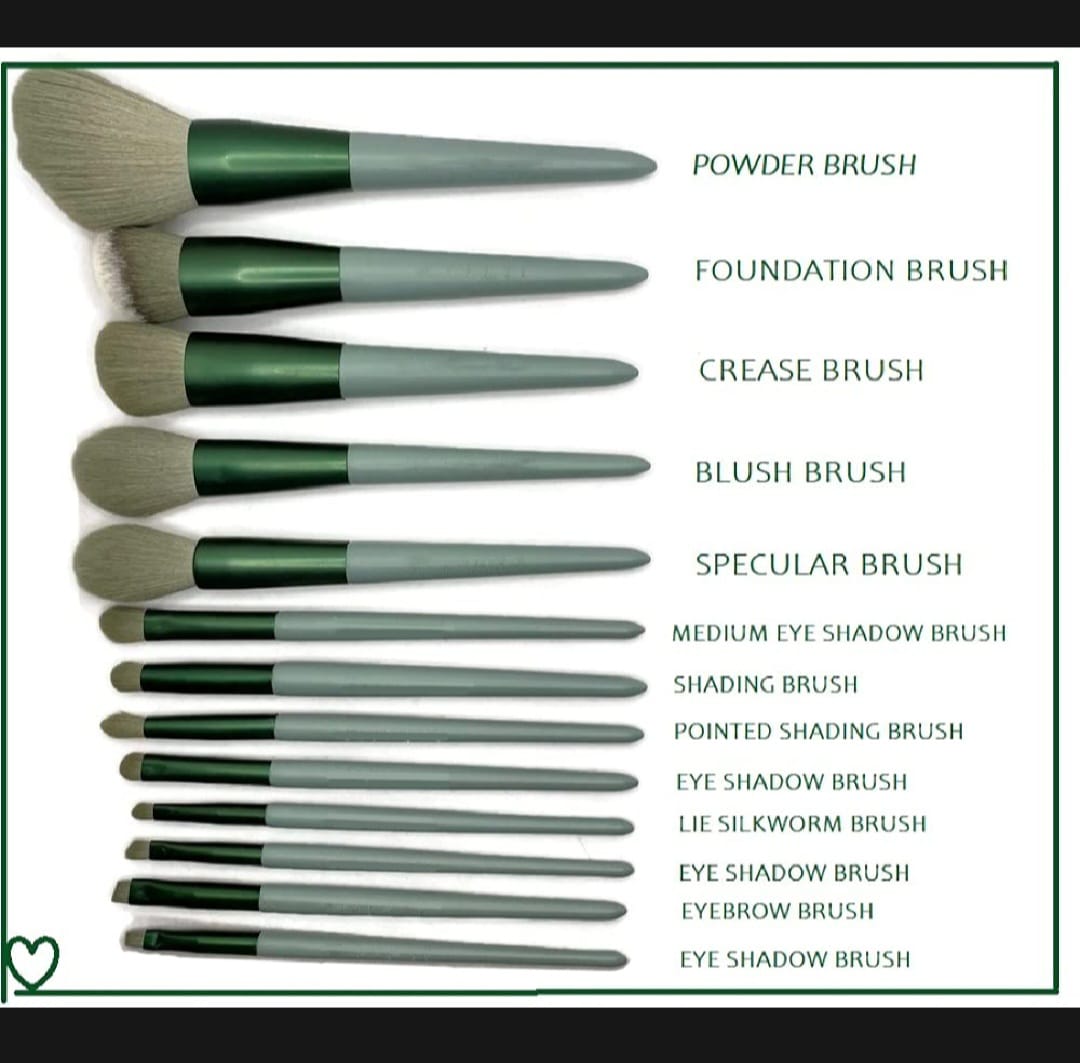 POWDER BRUSH
FOUNDATION BRUSH
CREASE BRUSH
BLUSH BRUSH
SPECULAR BRUSH
MEDIUM EYE SHADOW BRUSH
SHADING BRUSH
POINTED SHADING BRUSH
EYE SHADOW BRUSH
LIE SILKWORM BRUSH
EYE SHADOW BRUSH
EYEBROW BRUSH
EYE SHADOW BRUSH